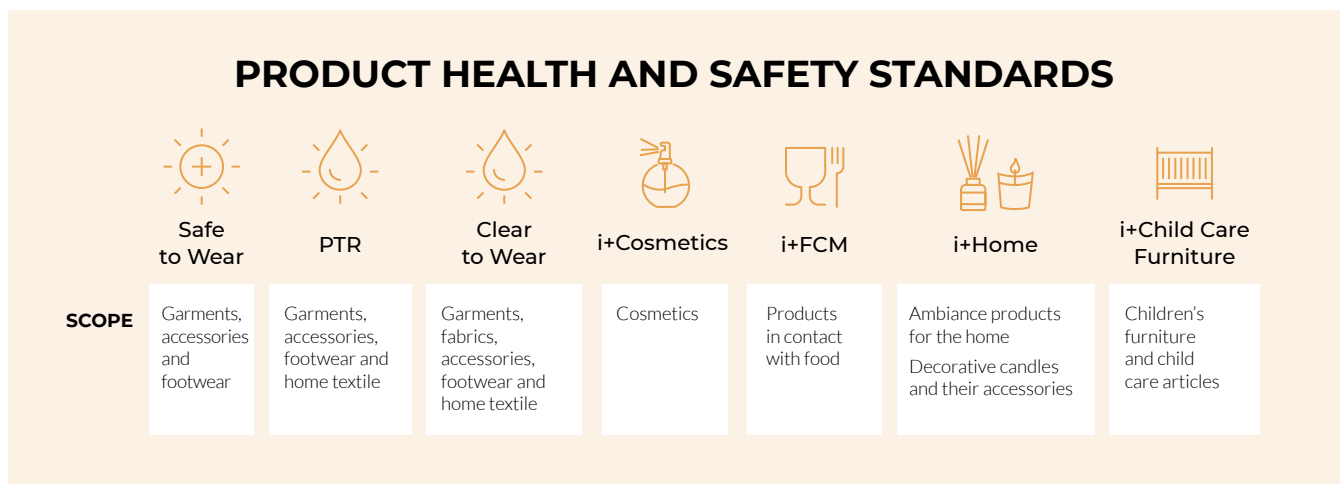 PRODUCT HEALTH AND SAFETY STANDARDS
Safe
to Wear
PTR
Clear
to Wear
i+Cosmetics
i+FCM
i+Home
i+Child Care
Furniture
SCOPE
Garments,
accessories
and
footwear
Garments,
accessories,
footwear and
home textile
Garments,
fabrics,
accessories,
footwear and
home textile
Cosmetics
Products
in contact
with food
Ambiance products
for the home
Decorative candles
and their accessories
Children’s
furniture
and child
care articles